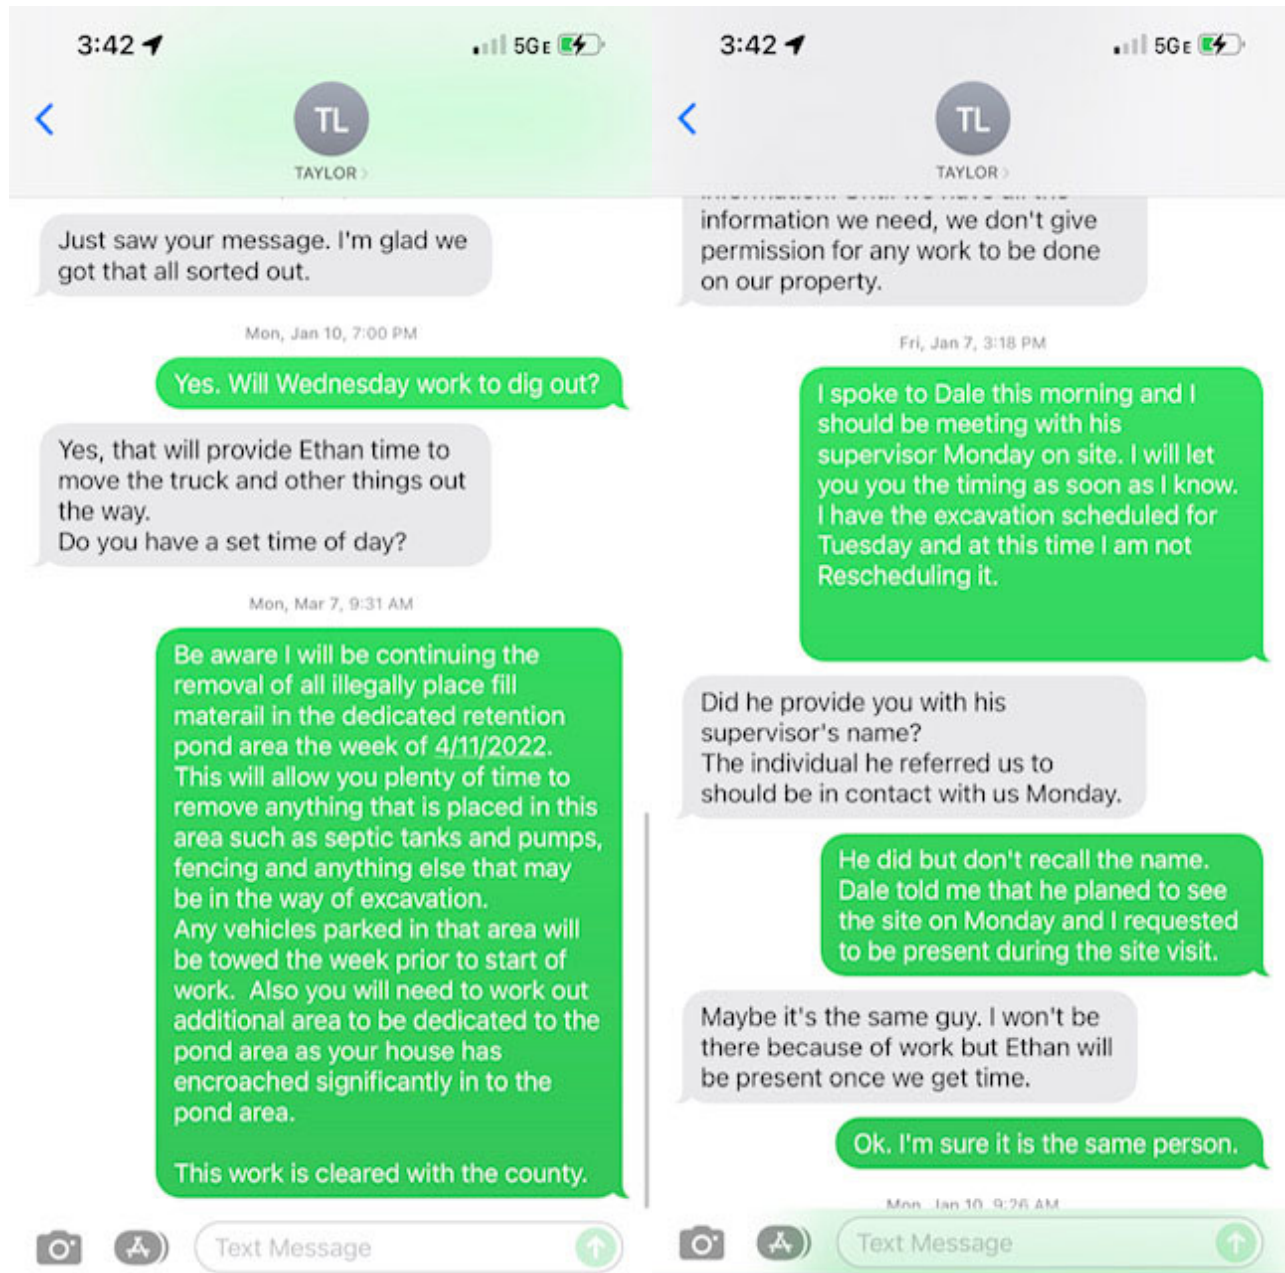 3:42
5GE
TL
TAYLOR
Just saw your message. I'm glad we
got that all sorted out.
Mon, Jan 10, 7:00 PM
Yes. Will Wednesday work to dig out?
Yes, that will provide Ethan time to
move the truck and other things out
the way.
Do you have a set time of day?
Mon, Mar 7, 9:31 AM
Be aware I will be continuing the
removal of all illegally place fill
materail in the dedicated retention
pond area the week of 4/11/2022.
This will allow you plenty of time to
remove anything that is placed in this
area such as septic tanks and pumps,
fencing and anything else that may
be in the way of excavation.
Any vehicles parked in that area will
be towed the week prior to start of
work.  Also you will need to work out
additional area to be dedicated to the
pond area as your house has
encroached significantly in to the
pond area.
This work is cleared with the county.
Text Message
3:42
5GE
TL
TAYLOR
information we need, we don't give
permission for any work to be done
on our property.
Fri, Jan 7, 3:18 PM
I spoke to Dale this morning and I
should be meeting with his
supervisor Monday on site. I will let
you you the timing as soon as I know.
I have the excavation scheduled for
Tuesday and at this time I am not
Rescheduling it.
Did he provide you with his
supervisor's name?
The individual he referred us to
should be in contact with us Monday.
He did but don't recall the name.
Dale told me that he planed to see
the site on Monday and I requested
to be present during the site visit.
Maybe it's the same guy. I won't be
there because of work but Ethan will
be present once we get time.
Ok. I'm sure it is the same person.
Mon, Jan 10, 9:26 AM
Text Message